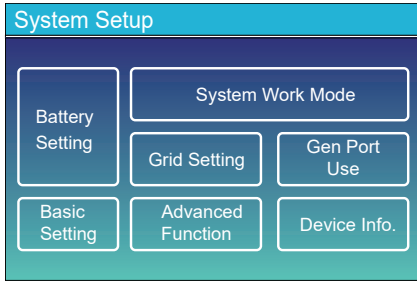 System Setup
Battery
Setting
System Work Mode
Grid Setting
Gen Port
Use
Basic
Setting
Advanced
Function
Device Info.